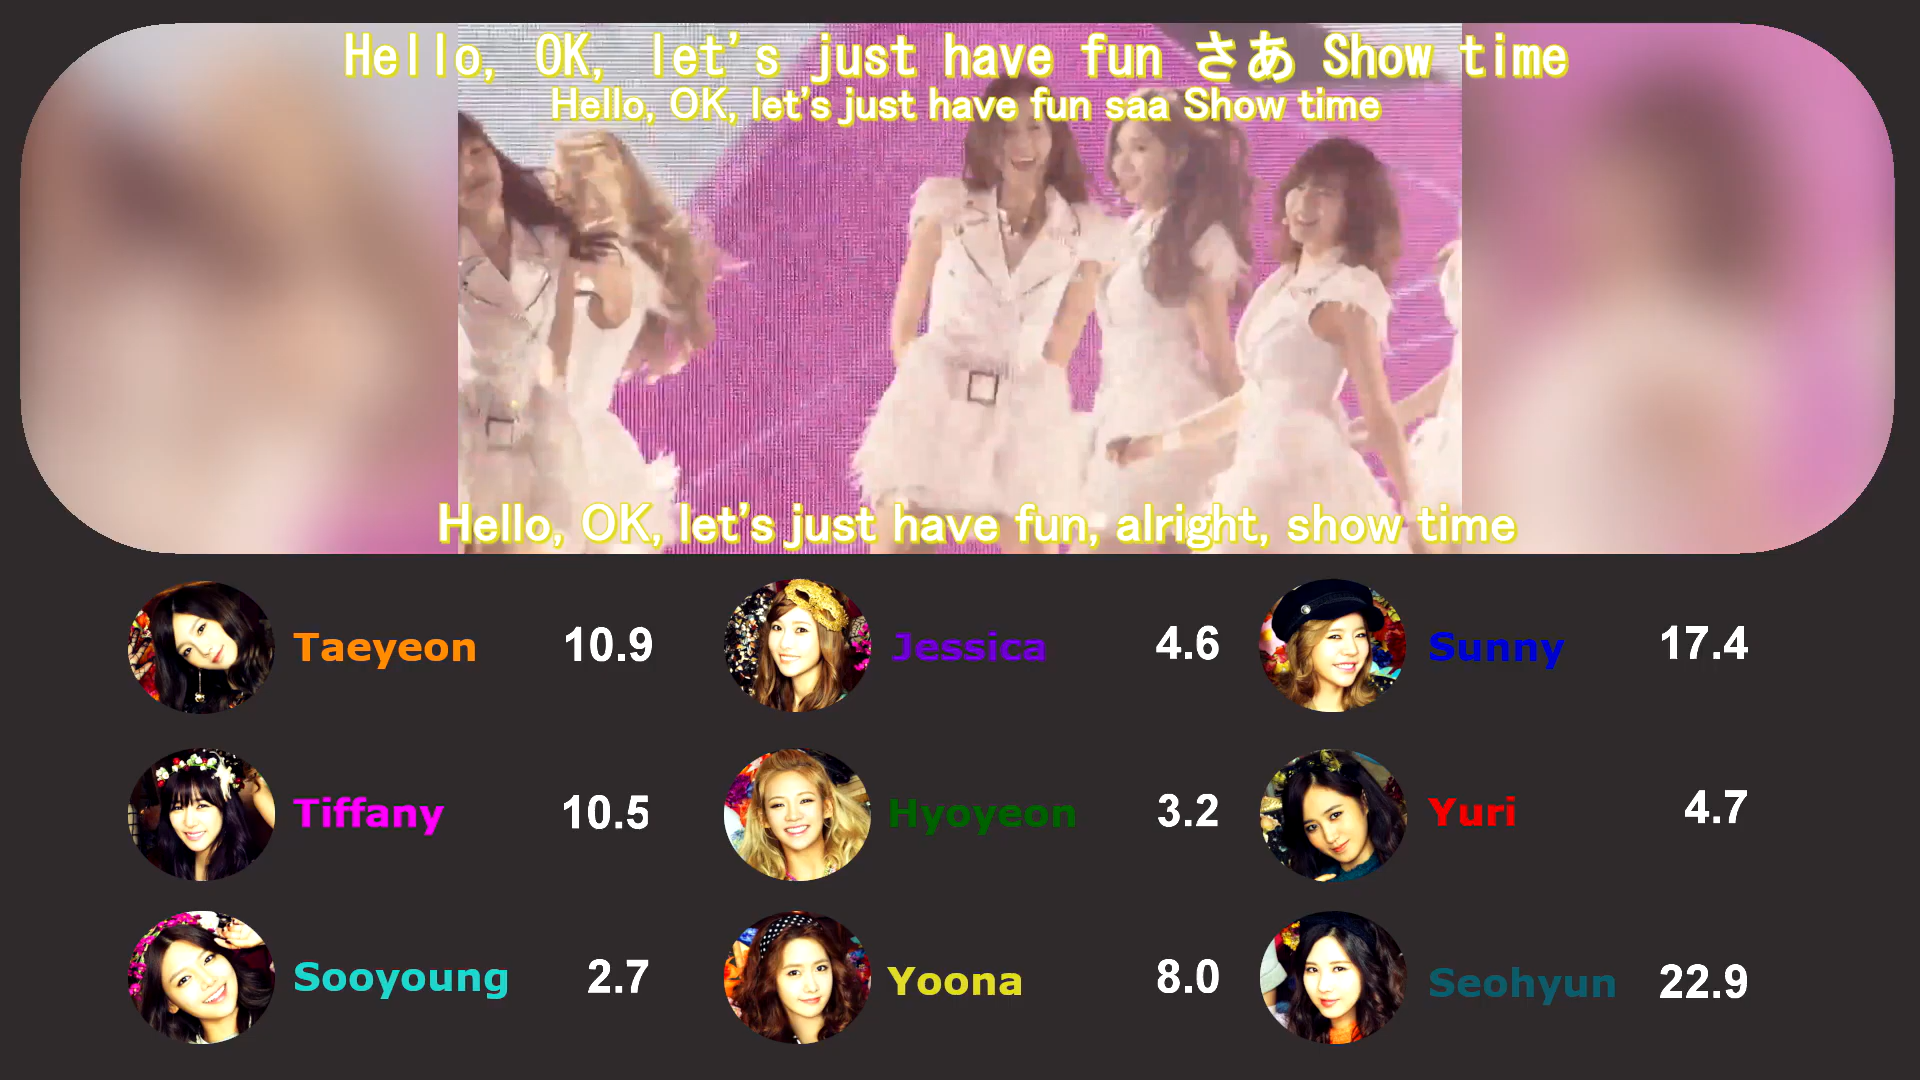 Hello, OK, let's just have fun さあ Show time
Hello, OK, let's just have fun saa Show time
Hello, OK, let's just have fun, alright, show time
Taeyeon 10.9
Jessica 4.6
Sunny 17.4
Tiffany 10.5
Hyoyeon 3.2
Yuri 4.7
Sooyoung 2.7
Yoona 8.0
Seohyun 22.9